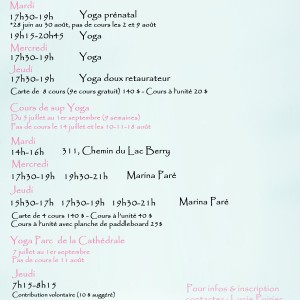 Mardi
17h30-19h Yoga prénatal
*28 juin au 30 août, pas de cours les 2 et 9 août
19h15-20h45 Yoga
Mercredi
17h30-19h Yoga
Jeudi
17h30-19h Yoga doux retaurateur
Carte de 8 cours (9e cours gratuit) 140 $ - Cours à l'unité 20 $
Cours de sup Yoga
Du 5 juillet au 1er septembre (9 semaines)
Pas de cours le 14 juillet et les 10-11-18 août
Mardi
14h-16h 311, Chemin du Lac Berry
Mercredi
17h30-19h 19h30-21h Marina Paré
Jeudi
15h30-17h 17h30-19h 19h30-21h Marina Paré
Carte de 4 cours 140 $ - Cours à l'unité 40 $
Cours à l'unité avec planche de paddleboard 25$
Yoga Parc de la Cathédrale
7 juillet au 1er septembre
Pas de cours le 11 août
Jeudi
7h15-8h15
Contribution volontaire (10 $ suggéré)
Pour infos & inscription